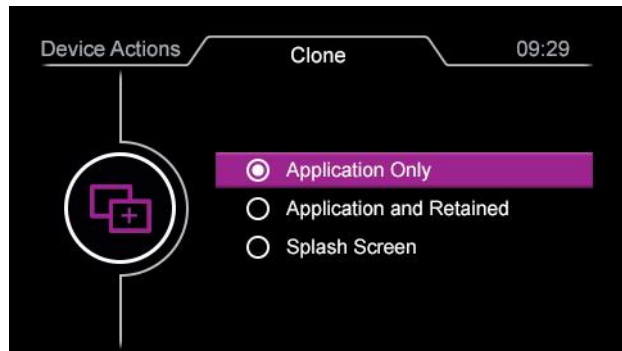 Device Actions
Clone
09:29
Application Only
Application and Retained
Splash Screen